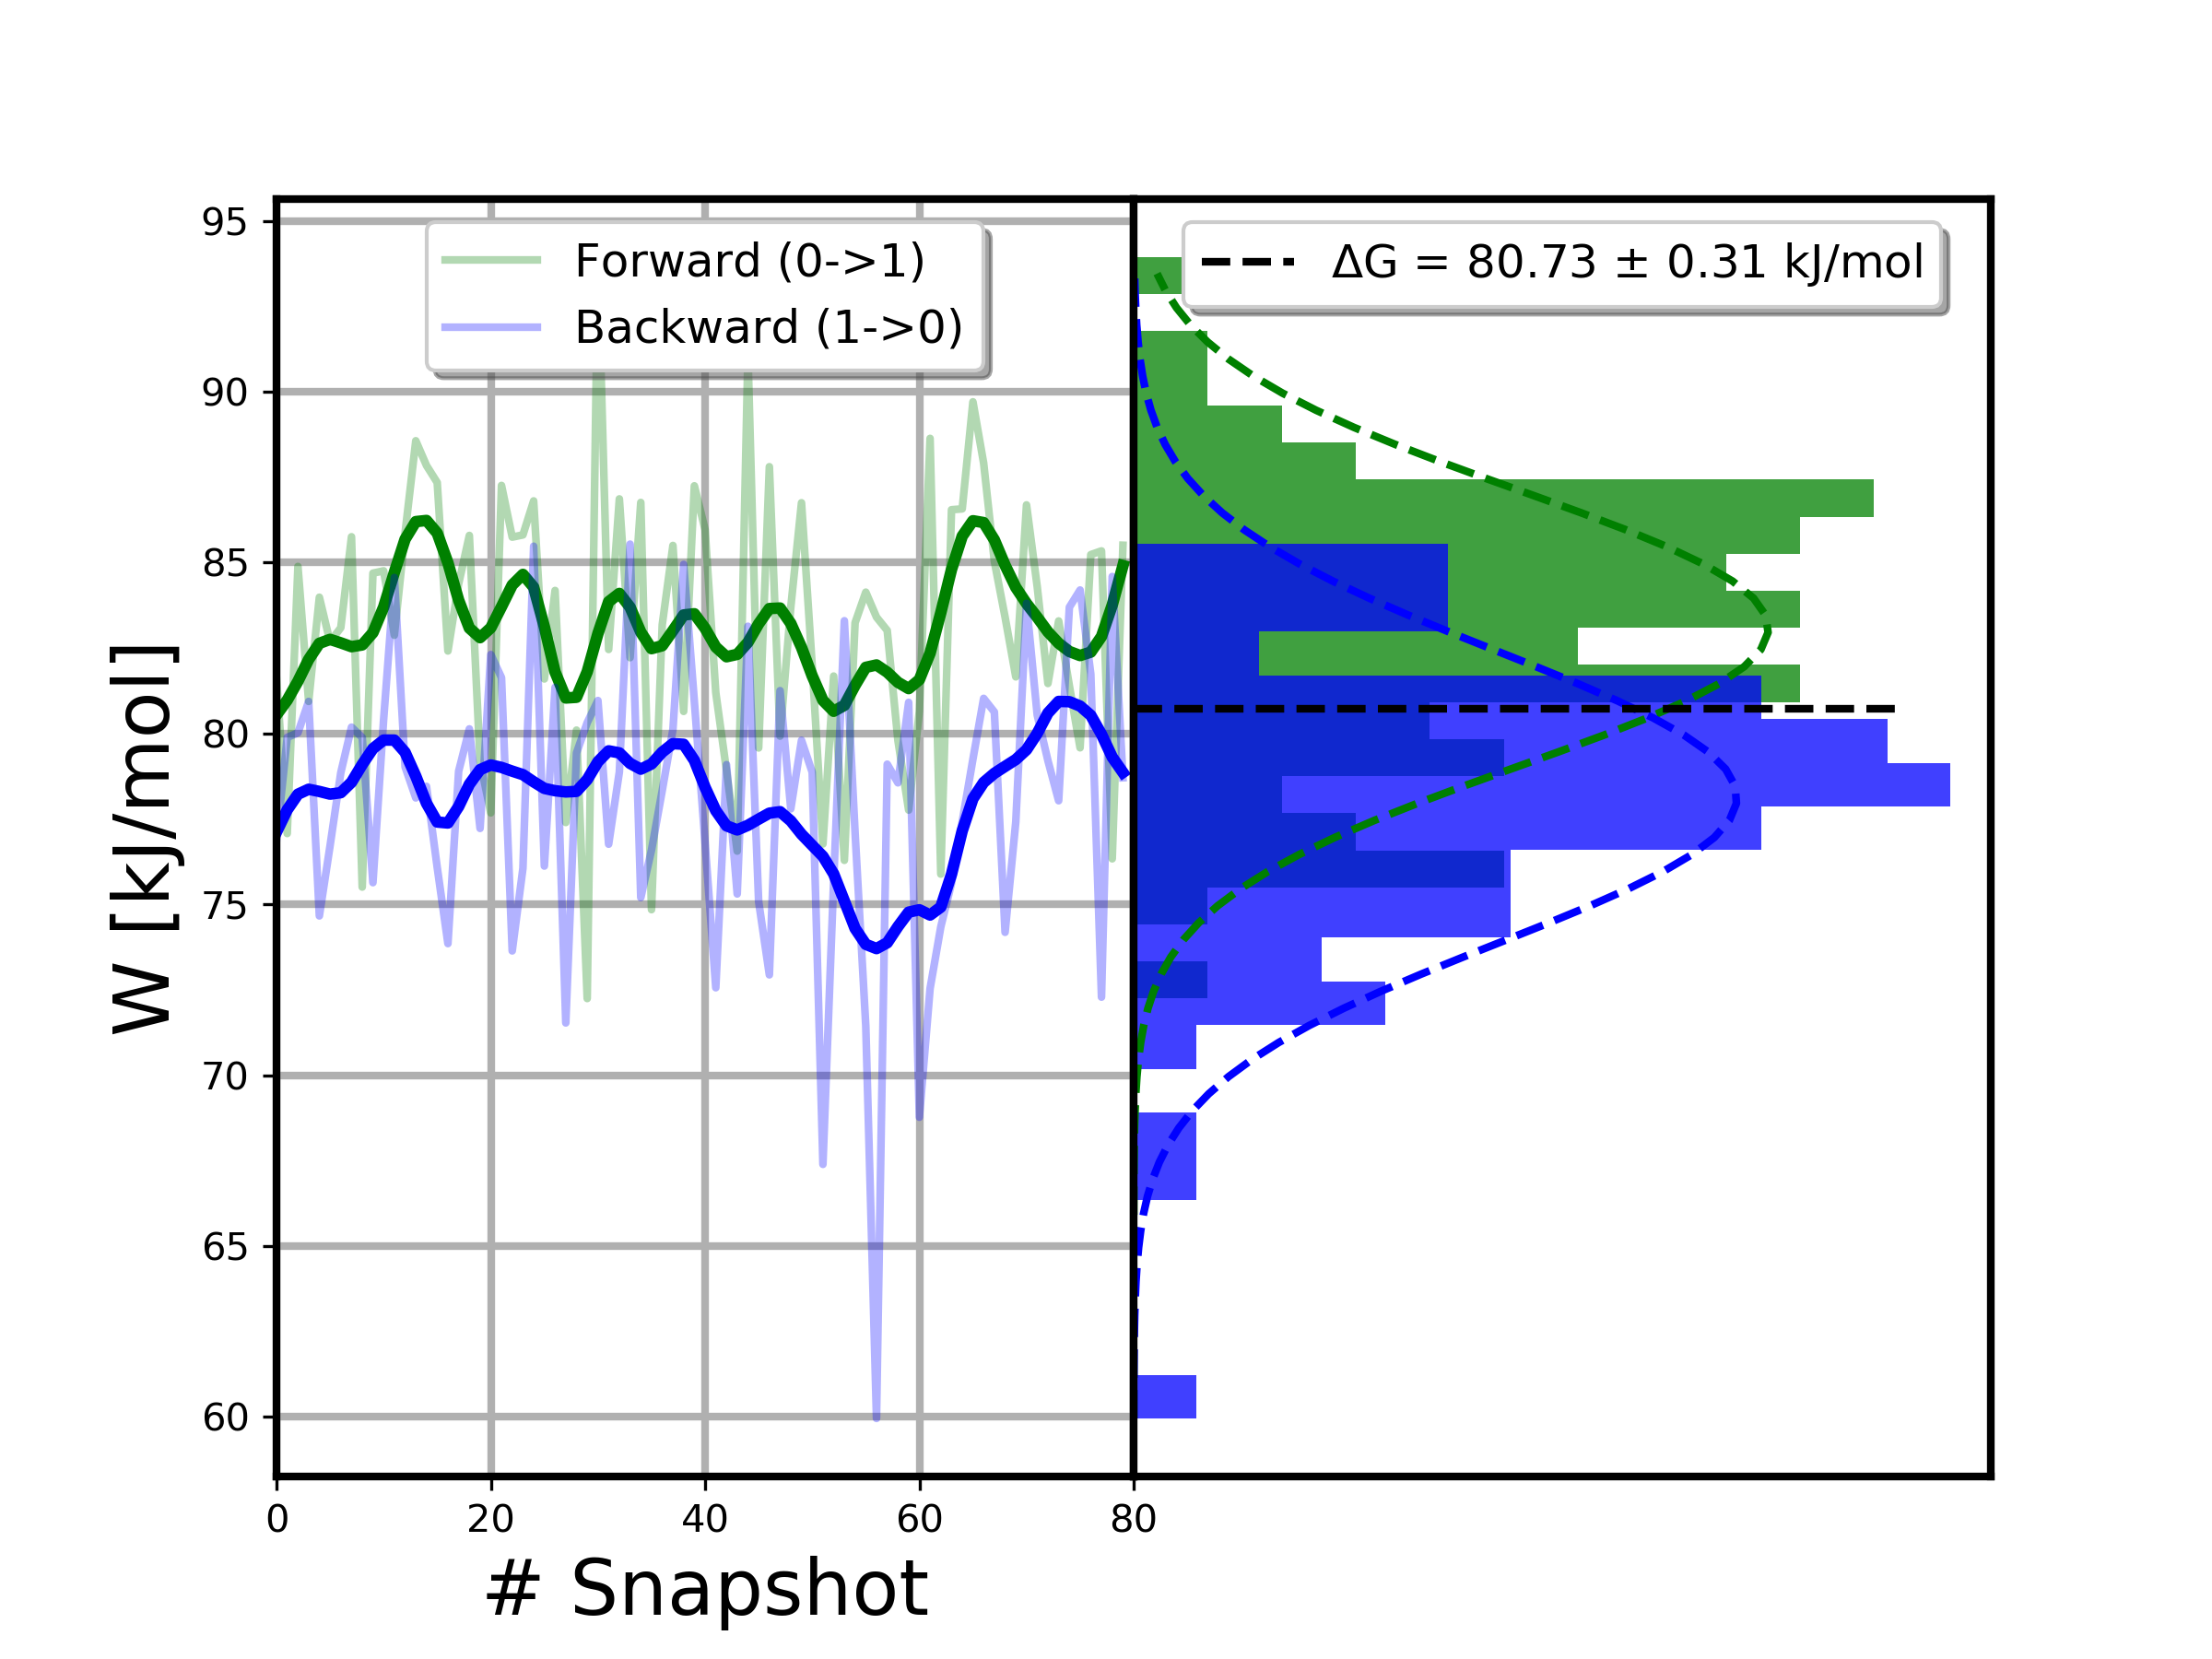 95
90
85
80
75
70
65
60
W [kJ/mol]
Forward (0->1)
Backward (1->0)
ΔG = 80.73 ± 0.31 kJ/mol
0 20 40 60 80
# Snapshot